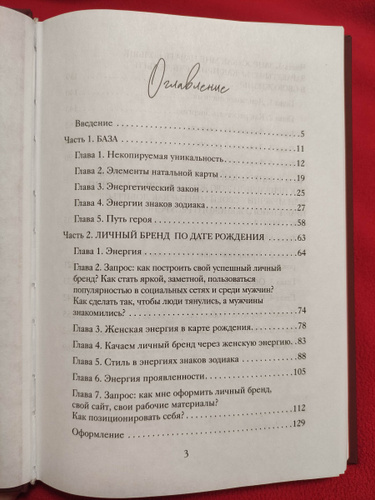 Оглавление
Введение . . . . . . . . . . . . . . . . . . . . . . . . . . . . . . 5
Часть 1. БАЗА . . . . . . . . . . . . . . . . . . . . . . . . . . . 11
Глава 1. Некопируемая уникальность. . . . . . . . . . . . . 12
Глава 2. Элементы натальной карты . . . . . . . . . . . . . 19
Глава 3. Энергетический закон . . . . . . . . . . . . . . . . 25
Глава 4. Энергии знаков зодиака . . . . . . . . . . . . . . . 27
Глава 5. Путь героя . . . . . . . . . . . . . . . . . . . . . . . 58
Часть 2. ЛИЧНЫЙ БРЕНД ПО ДАТЕ РОЖДЕНИЯ . . . . . . . 63
Глава 1. Энергия . . . . . . . . . . . . . . . . . . . . . . . . 64
Глава 2. Запрос: как построить свой успешный личный
бренд? Как стать яркой, заметной, пользоваться
популярностью в социальных сетях и среди мужчин?
Как сделать так, чтобы люди тянулись, а мужчины
знакомились? . . . . . . . . . . . . . . . . . . . . . . . . . . 74
Глава 3. Женская энергия в карте рождения. . . . . . . . 78
Глава 4. Качаем личный бренд через женскую энергию. . 83
Глава 5. Стиль в энергиях знаков зодиака . . . . . . . . . 88
Глава 6. Энергия проявленности . . . . . . . . . . . . . . . 105
Глава 7. Запрос: как мне оформить личный бренд,
свой сайт, свои рабочие материалы?
Как позиционировать себя? . . . . . . . . . . . . . . . . . 112
Оформление . . . . . . . . . . . . . . . . . . . . . . . . . . 129
3